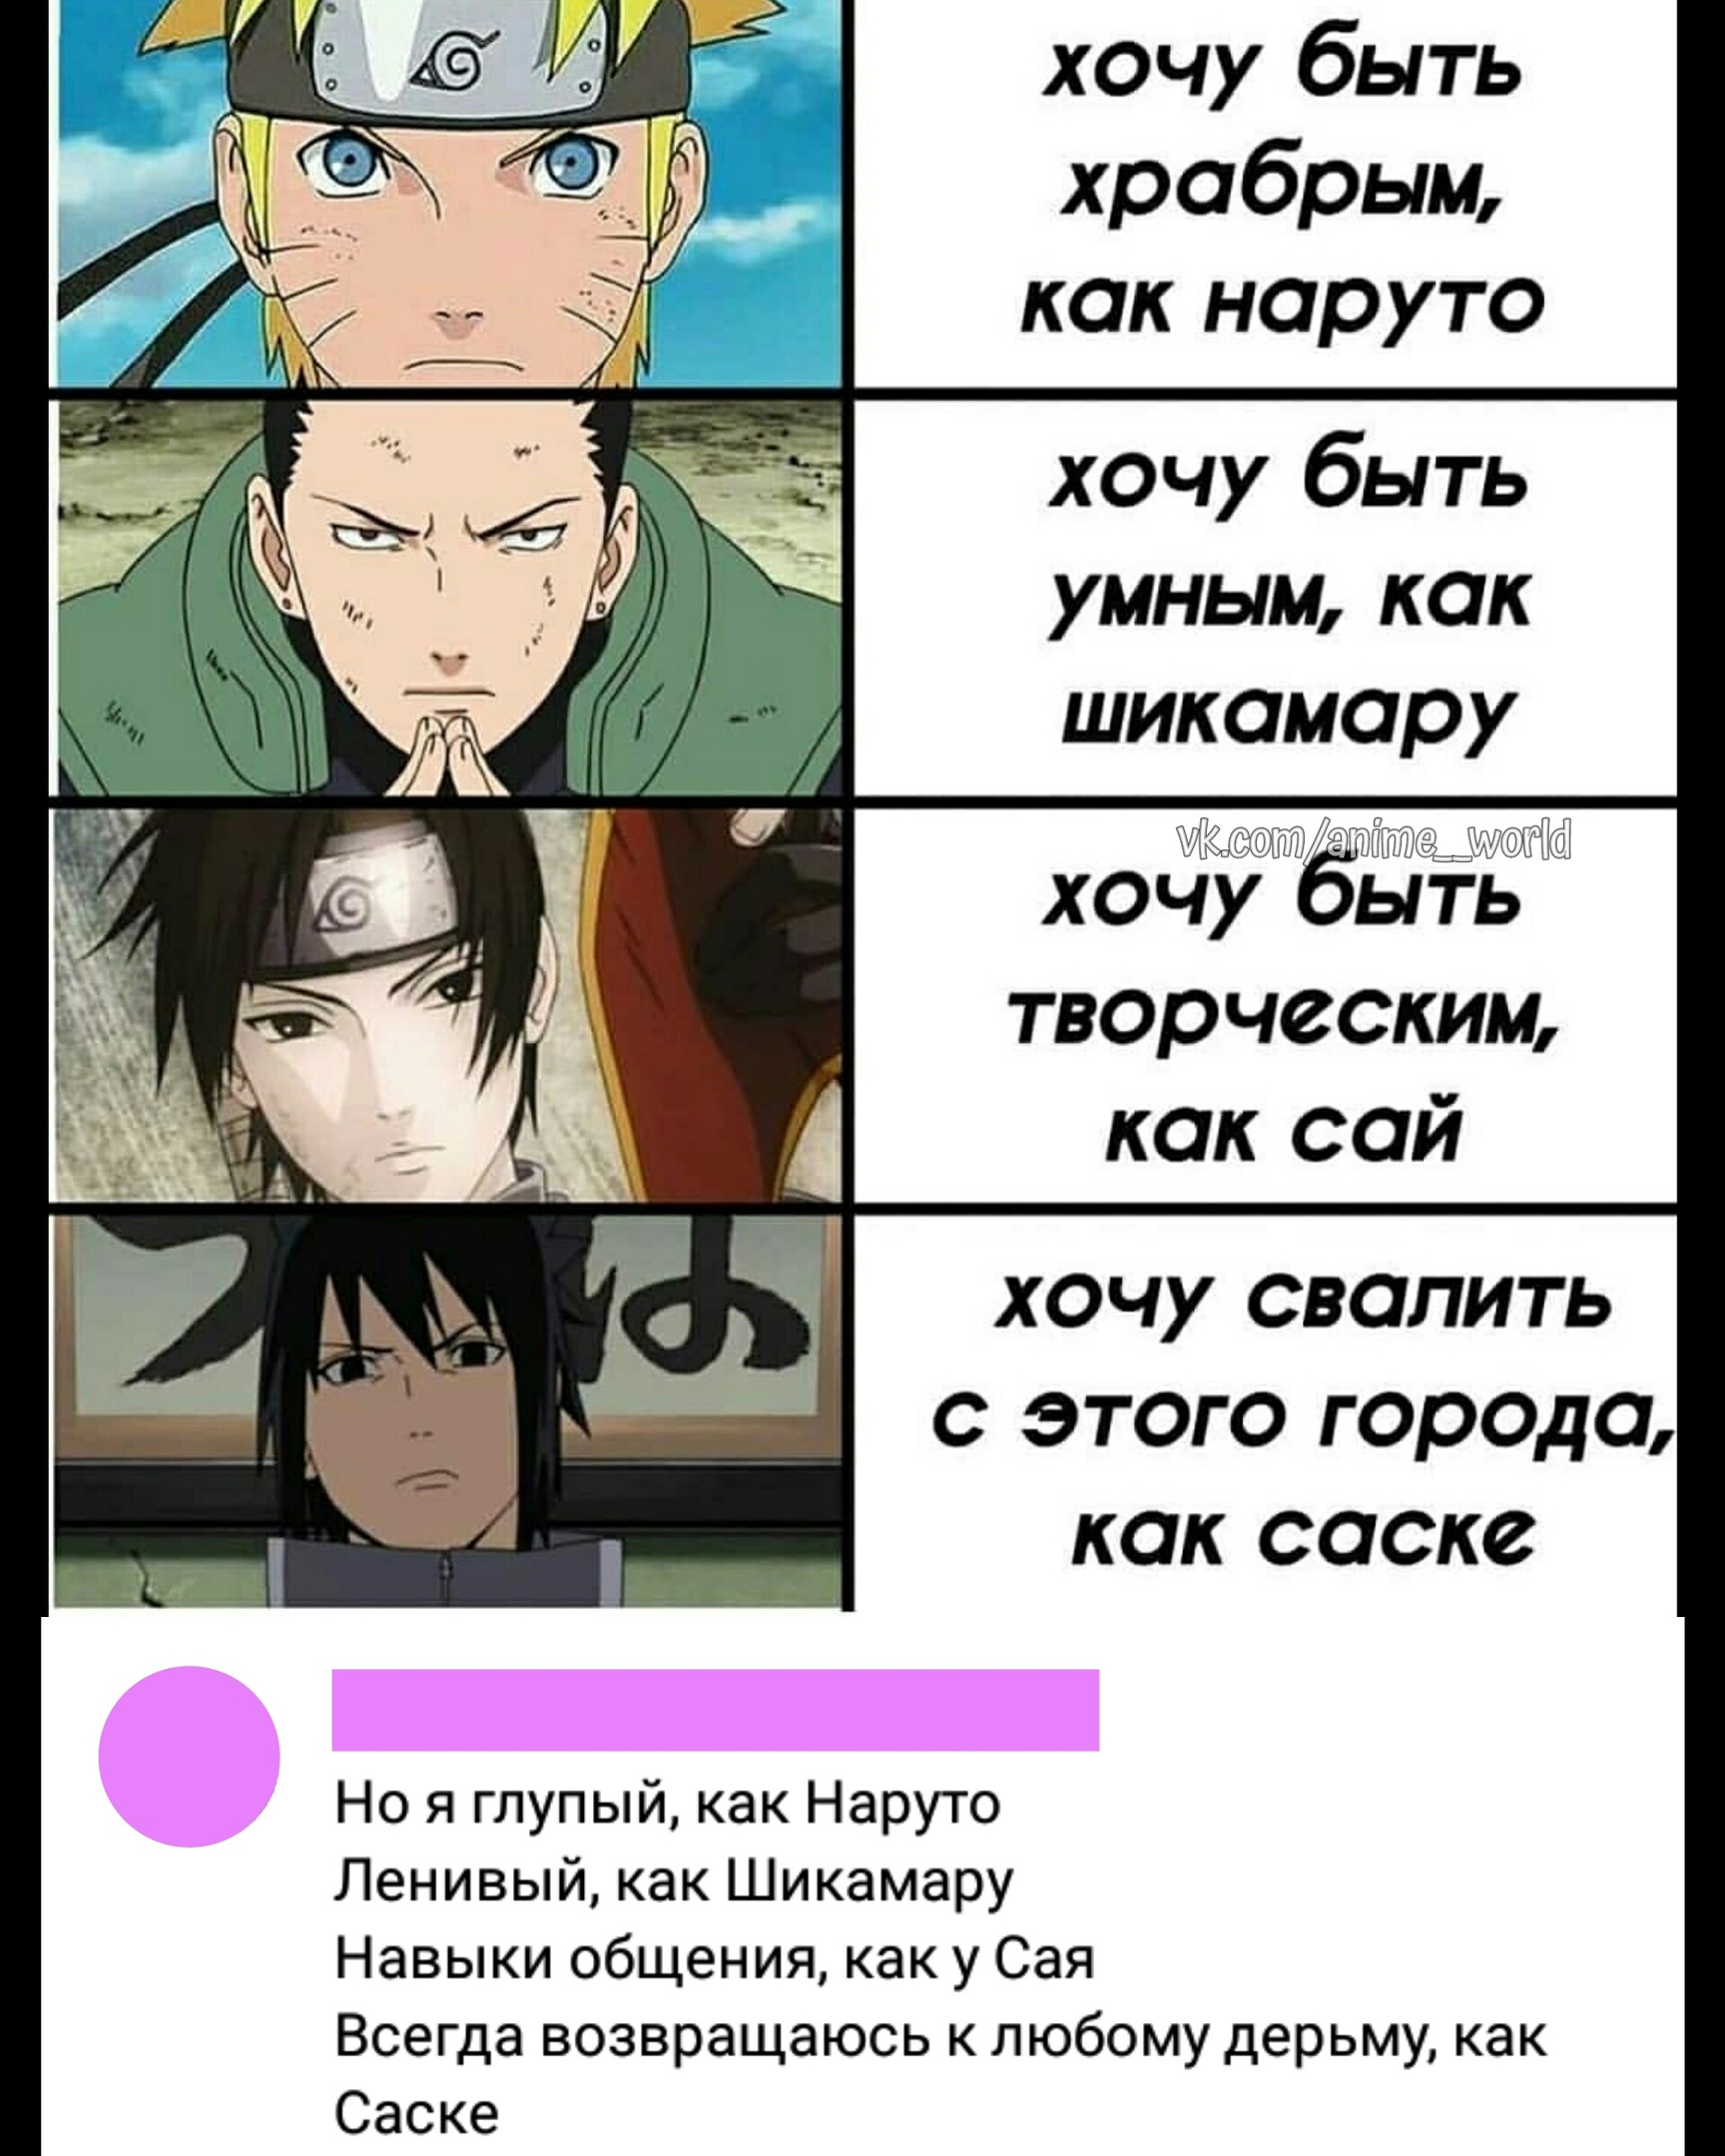 хочу быть
храбрым,
как наруто
хочу быть
умным, как
шикамару
vk.com/anime__world
хочу быть
творческим,
как сай
хочу свалить
с этого города,
как саске
Но я глупый, как Наруто
Ленивый, как Шикамару
Навыки общения, как у Сая
Всегда возвращаюсь к любому дерьму, как
Саске